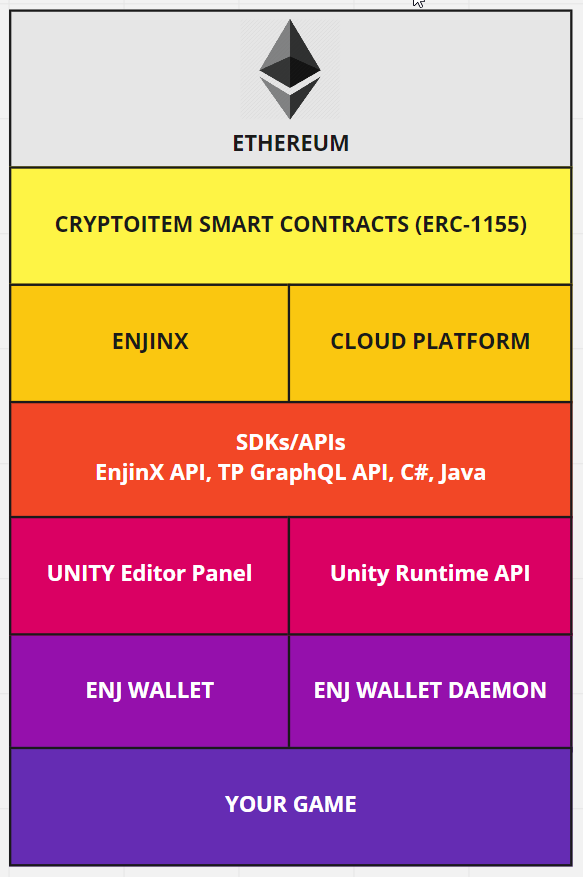 ETHEREUM
CRYPTOITEM SMART CONTRACTS (ERC-1155)
ENJINX
CLOUD PLATFORM
SDKs/APIs
EnjinX API, TP GraphQL API, C#, Java
UNITY Editor Panel
Unity Runtime API
ENJ WALLET
ENJ WALLET DAEMON
YOUR GAME